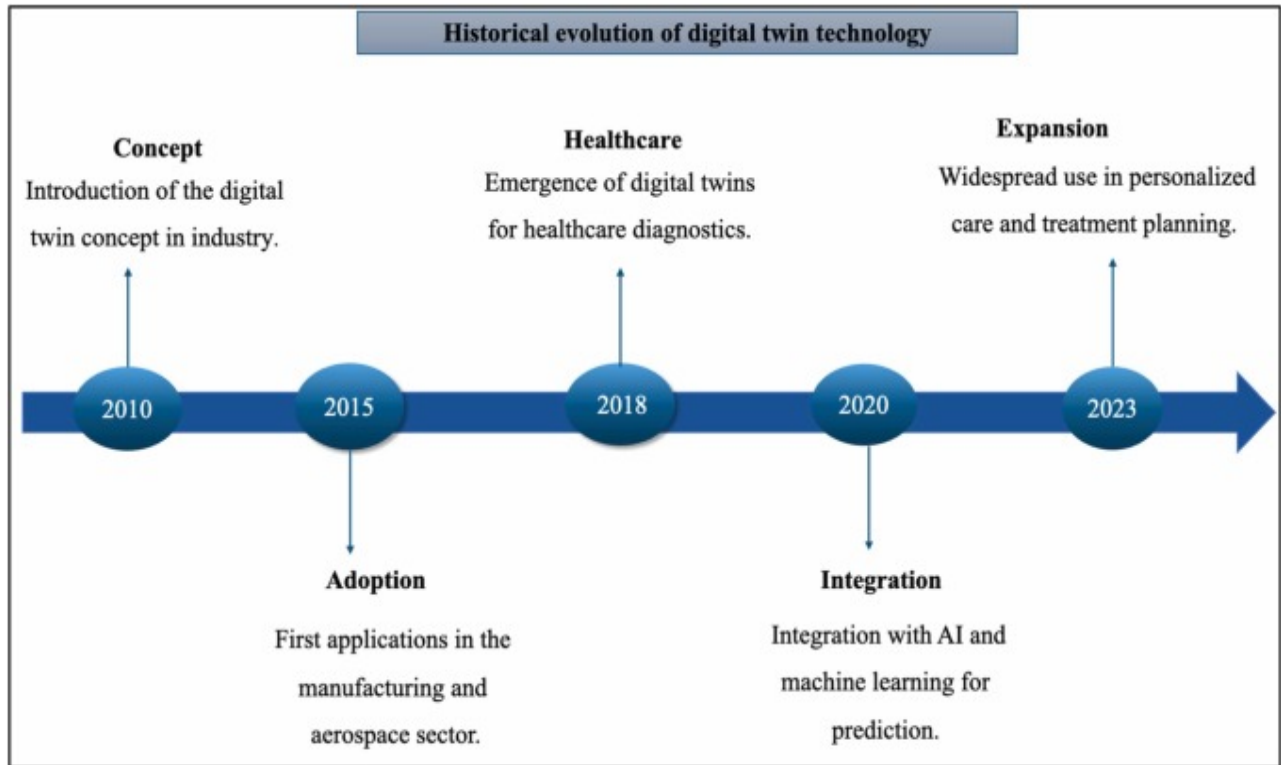 Historical evolution of digital twin technology
Concept
Introduction of the digital
twin concept in industry.
Healthcare
Emergence of digital twins
for healthcare diagnostics.
Expansion
Widespread use in personalized
care and treatment planning.
2010
2015
2018
2020
2023
Adoption
First applications in the
manufacturing and
aerospace sector.
Integration
Integration with AI and
machine learning for
prediction.